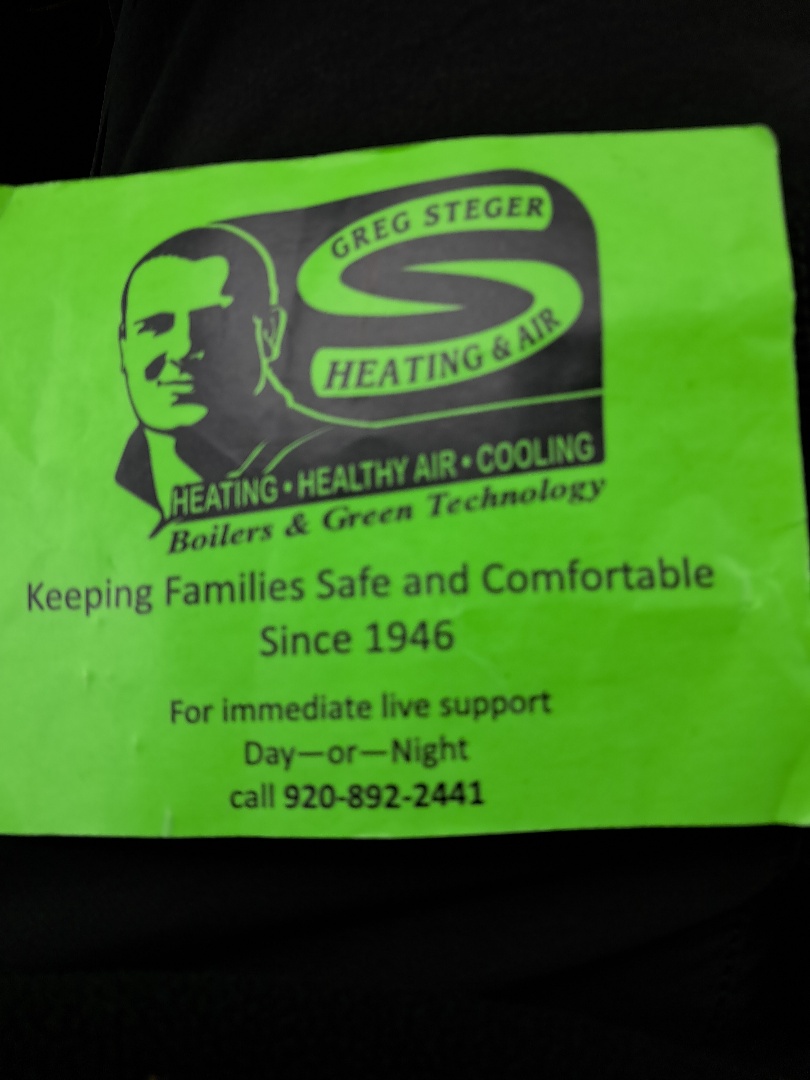 GREG STEGER
HEATING & AIR
HEATING • HEALTHY AIR • COOLING
Boilers & Green Technology
Keeping Families Safe and Comfortable
Since 1946
For immediate live support
Day—or—Night
call 920-892-2441